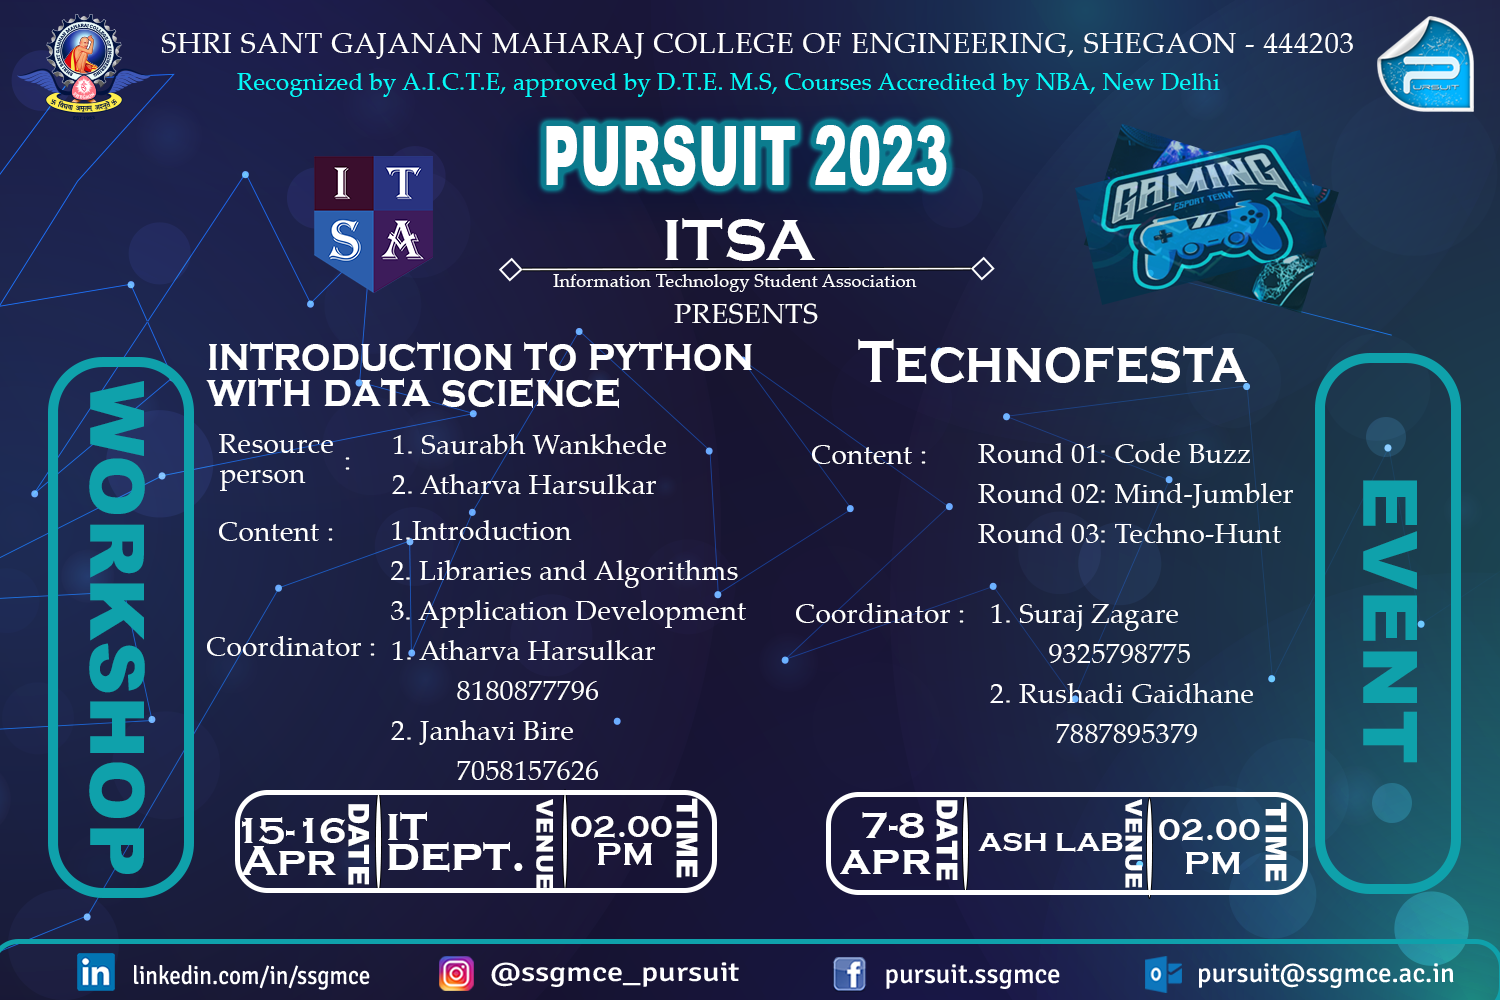 SHRI SANT GAJANAN MAHARAJ COLLEGE OF ENGINEERING, SHEGAON - 444203
Recognized by A.I.C.T.E, approved by D.T.E. M.S, Courses Accredited by NBA, New Delhi
PURSUIT
PURSUIT 2023
I T
S A
GAMING
ESPORT TEAM
ITSA
Information Technology Student Association
PRESENTS
WORKSHOP
INTRODUCTION TO PYTHON
WITH DATA SCIENCE
Resource
person :
1. Saurabh Wankhede
2. Atharva Harsulkar
Content :
1.Introduction
2. Libraries and Algorithms
3. Application Development
Coordinator :
1. Atharva Harsulkar
8180877796
2. Janhavi Bire
7058157626
15-16
APR
DATE
IT
DEPT.
VENUE
02.00
PM
TIME
TECHNOFESTA
Content :
Round 01: Code Buzz
Round 02: Mind-Jumbler
Round 03: Techno-Hunt
Coordinator :
1. Suraj Zagare
9325798775
2. Rushadi Gaidhane
7887895379
7-8
APR
DATE
ASH LAB
VENUE
02.00
PM
TIME
EVENT
linkedin.com/in/ssgmce
@ssgmce_pursuit
pursuit.ssgmce
pursuit@ssgmce.ac.in